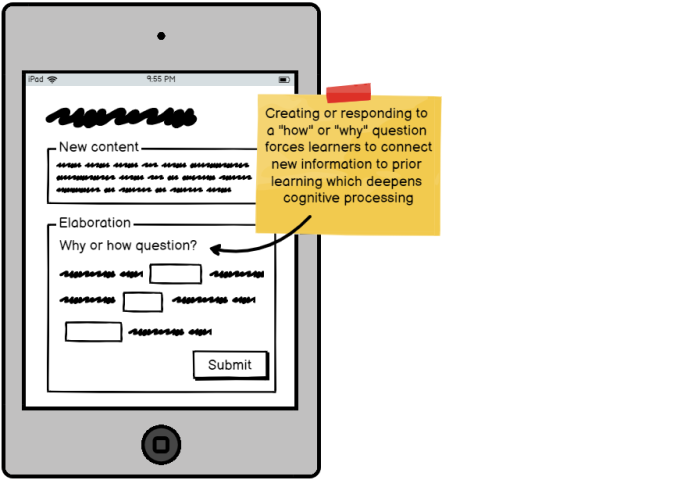 iPad 9:55 PM
New content
Elaboration
Why or how question?
Submit
Creating or responding to
a "how" or "why" question
forces learners to connect
new information to prior
learning which deepens
cognitive processing